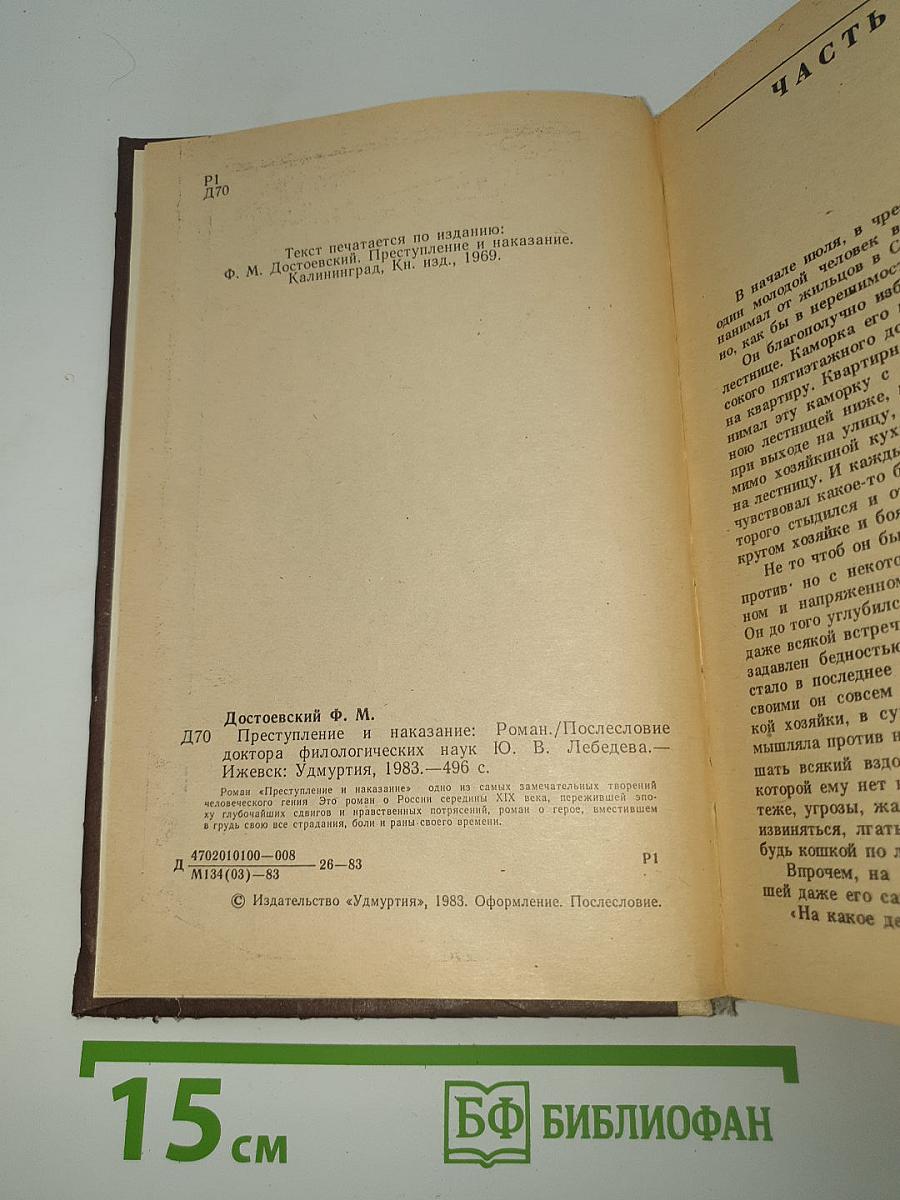 Р1
Д70
Текст печатается по изданию:
Ф. М. Достоевский. Преступление и наказание.
Калининград, Кн. изд., 1969.
Достоевский Ф. М.
Д70 Преступление и наказание: Роман./Послесловие
доктора филологических наук Ю. В. Лебедева.—
Ижевск: Удмуртия, 1983.—496 с.
Роман «Преступление и наказание» одно из самых замечательных творений
человеческого гения Это роман о России середины XIX века, пережившей эпо-
ху глубочайших сдвигов и нравственных потрясений, роман о герое, вместившем
в грудь свою все страдания, боли и раны своего времени.
Д 4702010100—008
М134(03)—83 26—83 Р1
© Издательство «Удмуртия», 1983. Оформление. Послесловие.
ЧАСТЬ
В начале июля, в чре
один молодой человек в
нанимал от жильцов в С
но, как бы в нерешимост
Он благополучно изб
лестнице. Каморка его
сокого пятиэтажного до
на квартиру. Квартирн
нимал эту каморку с
ною лестницей ниже,
при выходе на улицу,
мимо хозяйкиной кух
на лестницу. И кажды
чувствовал какое-то б
торого стыдился и о
кругом хозяйке и боя
Не то чтоб он бы
против но с некото
ном и напряженном
Он до того углубилс
даже всякой встреч
задавлен бедностью
стало в последнее
своими он совсем
кой хозяйки, в су
мышляла против н
шать всякий вздо
которой ему нет
теже, угрозы, жа
извиняться, лгать
будь кошкой по л
Впрочем, на
шей даже его са
«На какое де
15 см
БФ БИБЛИОФАН